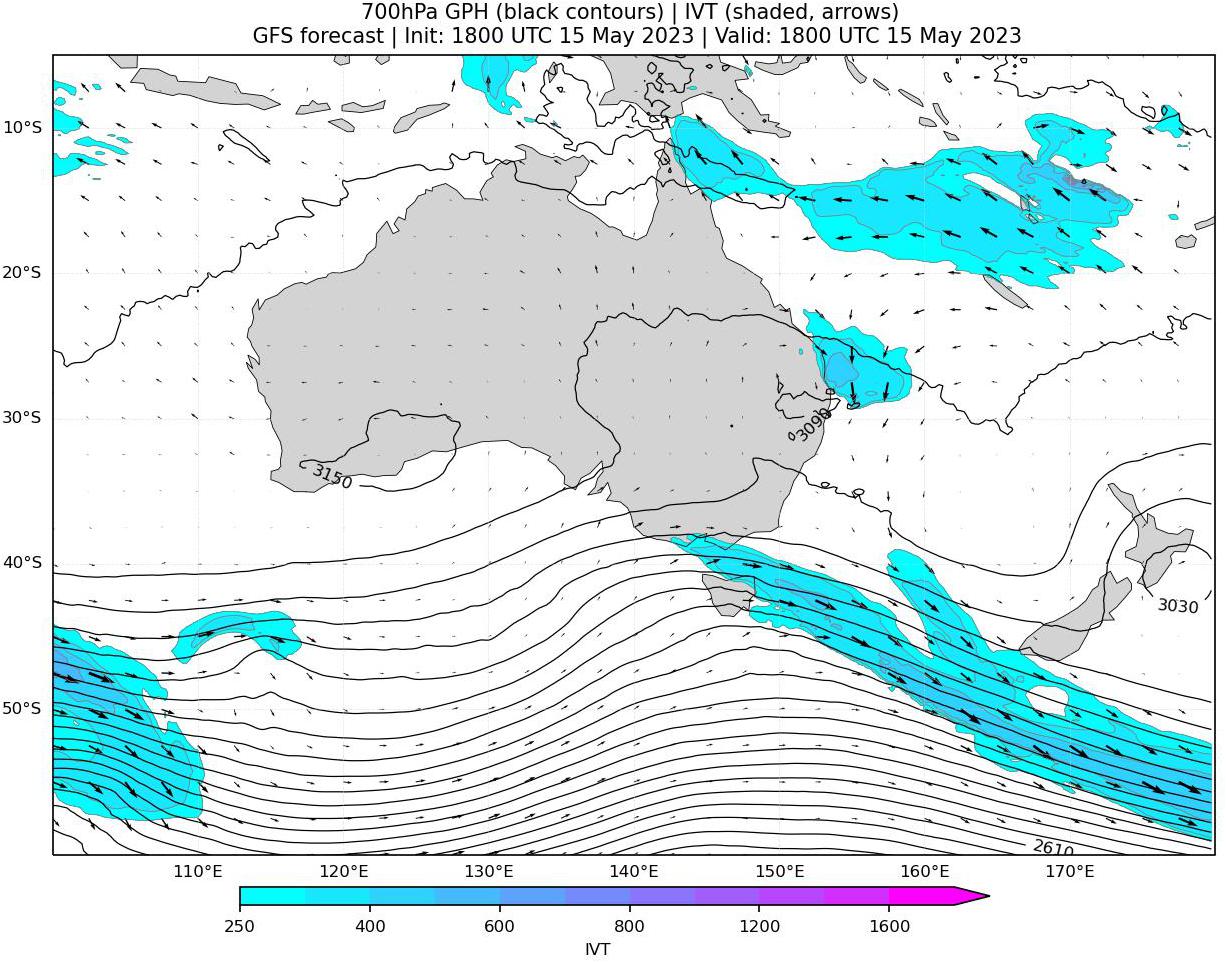 700hPa GPH (black contours) | IVT (shaded, arrows)
GFS forecast | Init: 1800 UTC 15 May 2023 | Valid: 1800 UTC 15 May 2023
10°S
20°S
30°S
3090
3150
40°S
3030
50°S
2610
110°E 120°E 130°E 140°E 150°E 160°E 170°E
250 400 600 800 1200 1600
IVT